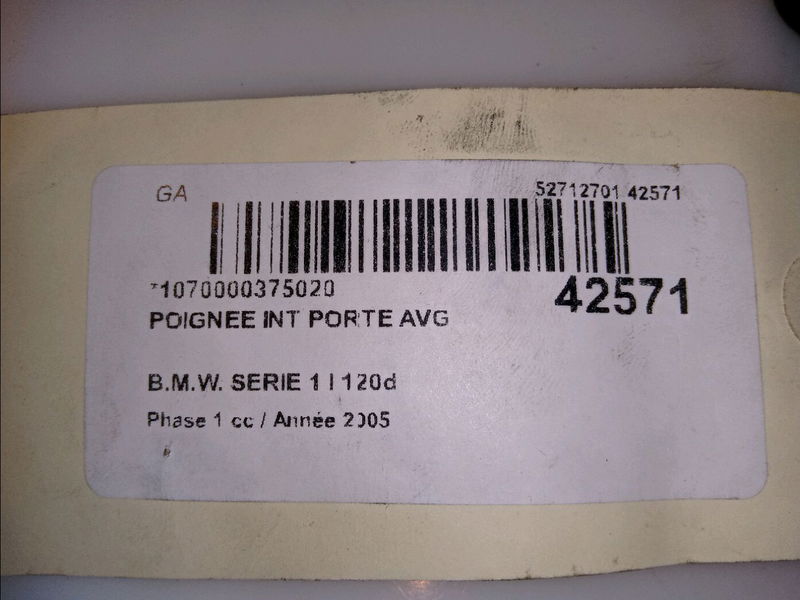 GA
52712701 42571
*1070000375020
42571
POIGNEE INT PORTE AVG
B.M.W. SERIE 1 I 120d
Phase 1 cc / Année 2005